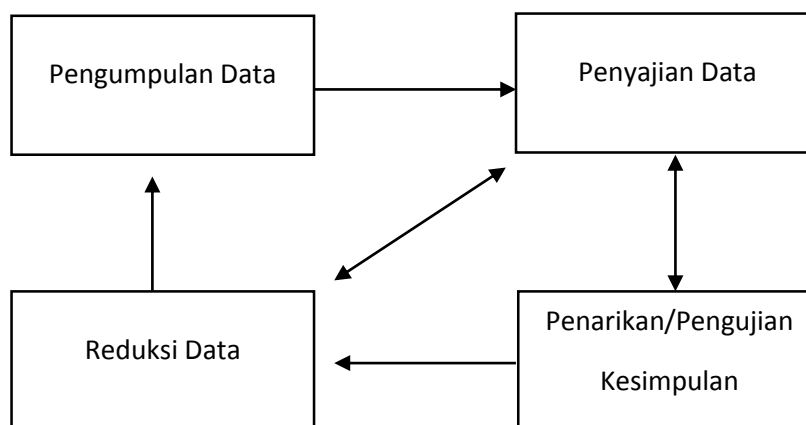 Pengumpulan Data
Penyajian Data
Reduksi Data
Penarikan/Pengujian
Kesimpulan